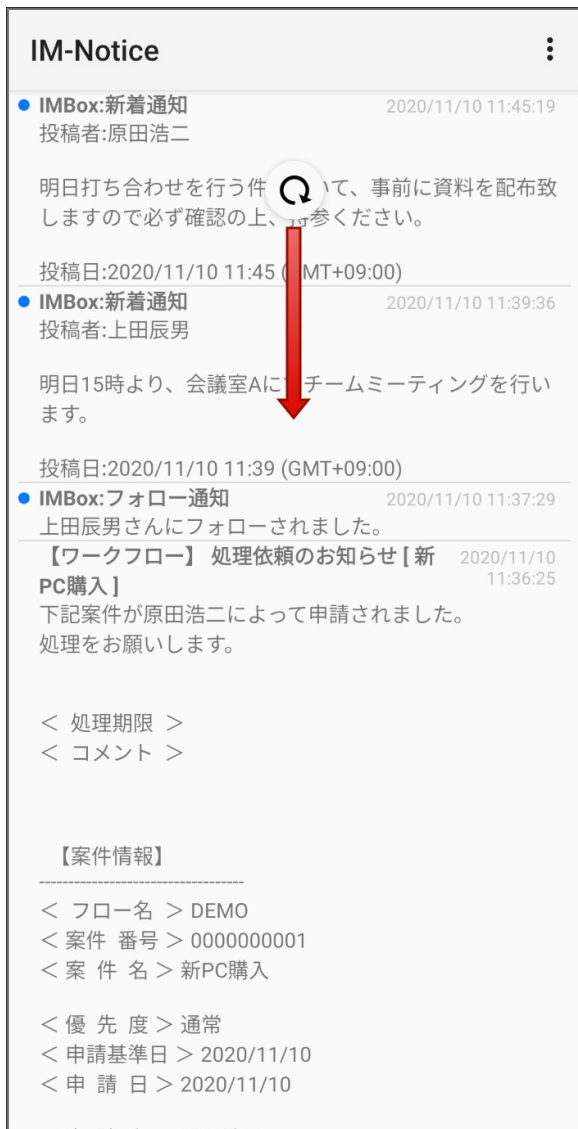 IM-Notice
IMBox:新着通知 2020/11/10 11:45:19
投稿者:原田浩二
明日打ち合わせを行う件 いて、事前に資料を配布致
しますので必ず確認の上、持参ください。
投稿日:2020/11/10 11:45 ( MT+09:00)
IMBox:新着通知 2020/11/10 11:39:36
投稿者:上田辰男
明日15時より、会議室Aに チームミーティングを行い
ます。
投稿日:2020/11/10 11:39 (GMT+09:00)
IMBox:フォロー通知 2020/11/10 11:37:29
上田辰男さんにフォローされました。
【ワークフロー】 処理依頼のお知らせ [ 新 2020/11/10
PC購入 ] 11:36:25
下記案件が原田浩二によって申請されました。
処理をお願いします。
＜ 処理期限 ＞
＜ コメント ＞
【案件情報】
-----------------------------------
＜ フロー名 ＞ DEMO
＜ 案件 番号 ＞ 0000000001
＜ 案 件 名 ＞ 新PC購入
＜ 優 先 度 ＞ 通常
＜ 申請基準日 ＞ 2020/11/10
＜ 申 請 日 ＞ 2020/11/10